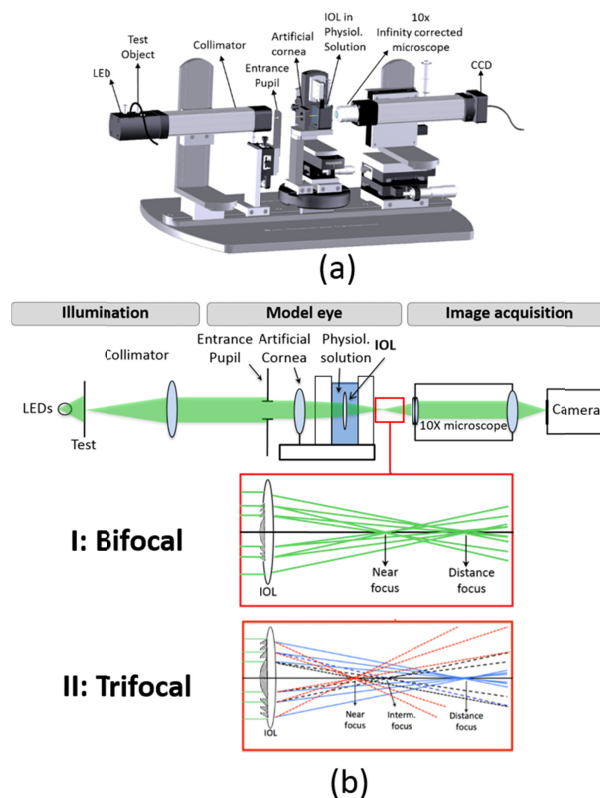 Test
Object
LED
Collimator
Entrance
Pupil
Artificial
cornea
IOL in
Physiol.
Solution
10x
Infinity corrected
microscope
CCD
(a)
Illumination
Model eye
Image acquisition
Collimator
Entrance
Pupil
Artificial
Cornea
Physiol.
solution
IOL
LEDs
Test
10X microscope
Camera
I: Bifocal
IOL
Near
focus
Distance
focus
II: Trifocal
IOL
Near
focus
Interm.
focus
Distance
focus
(b)